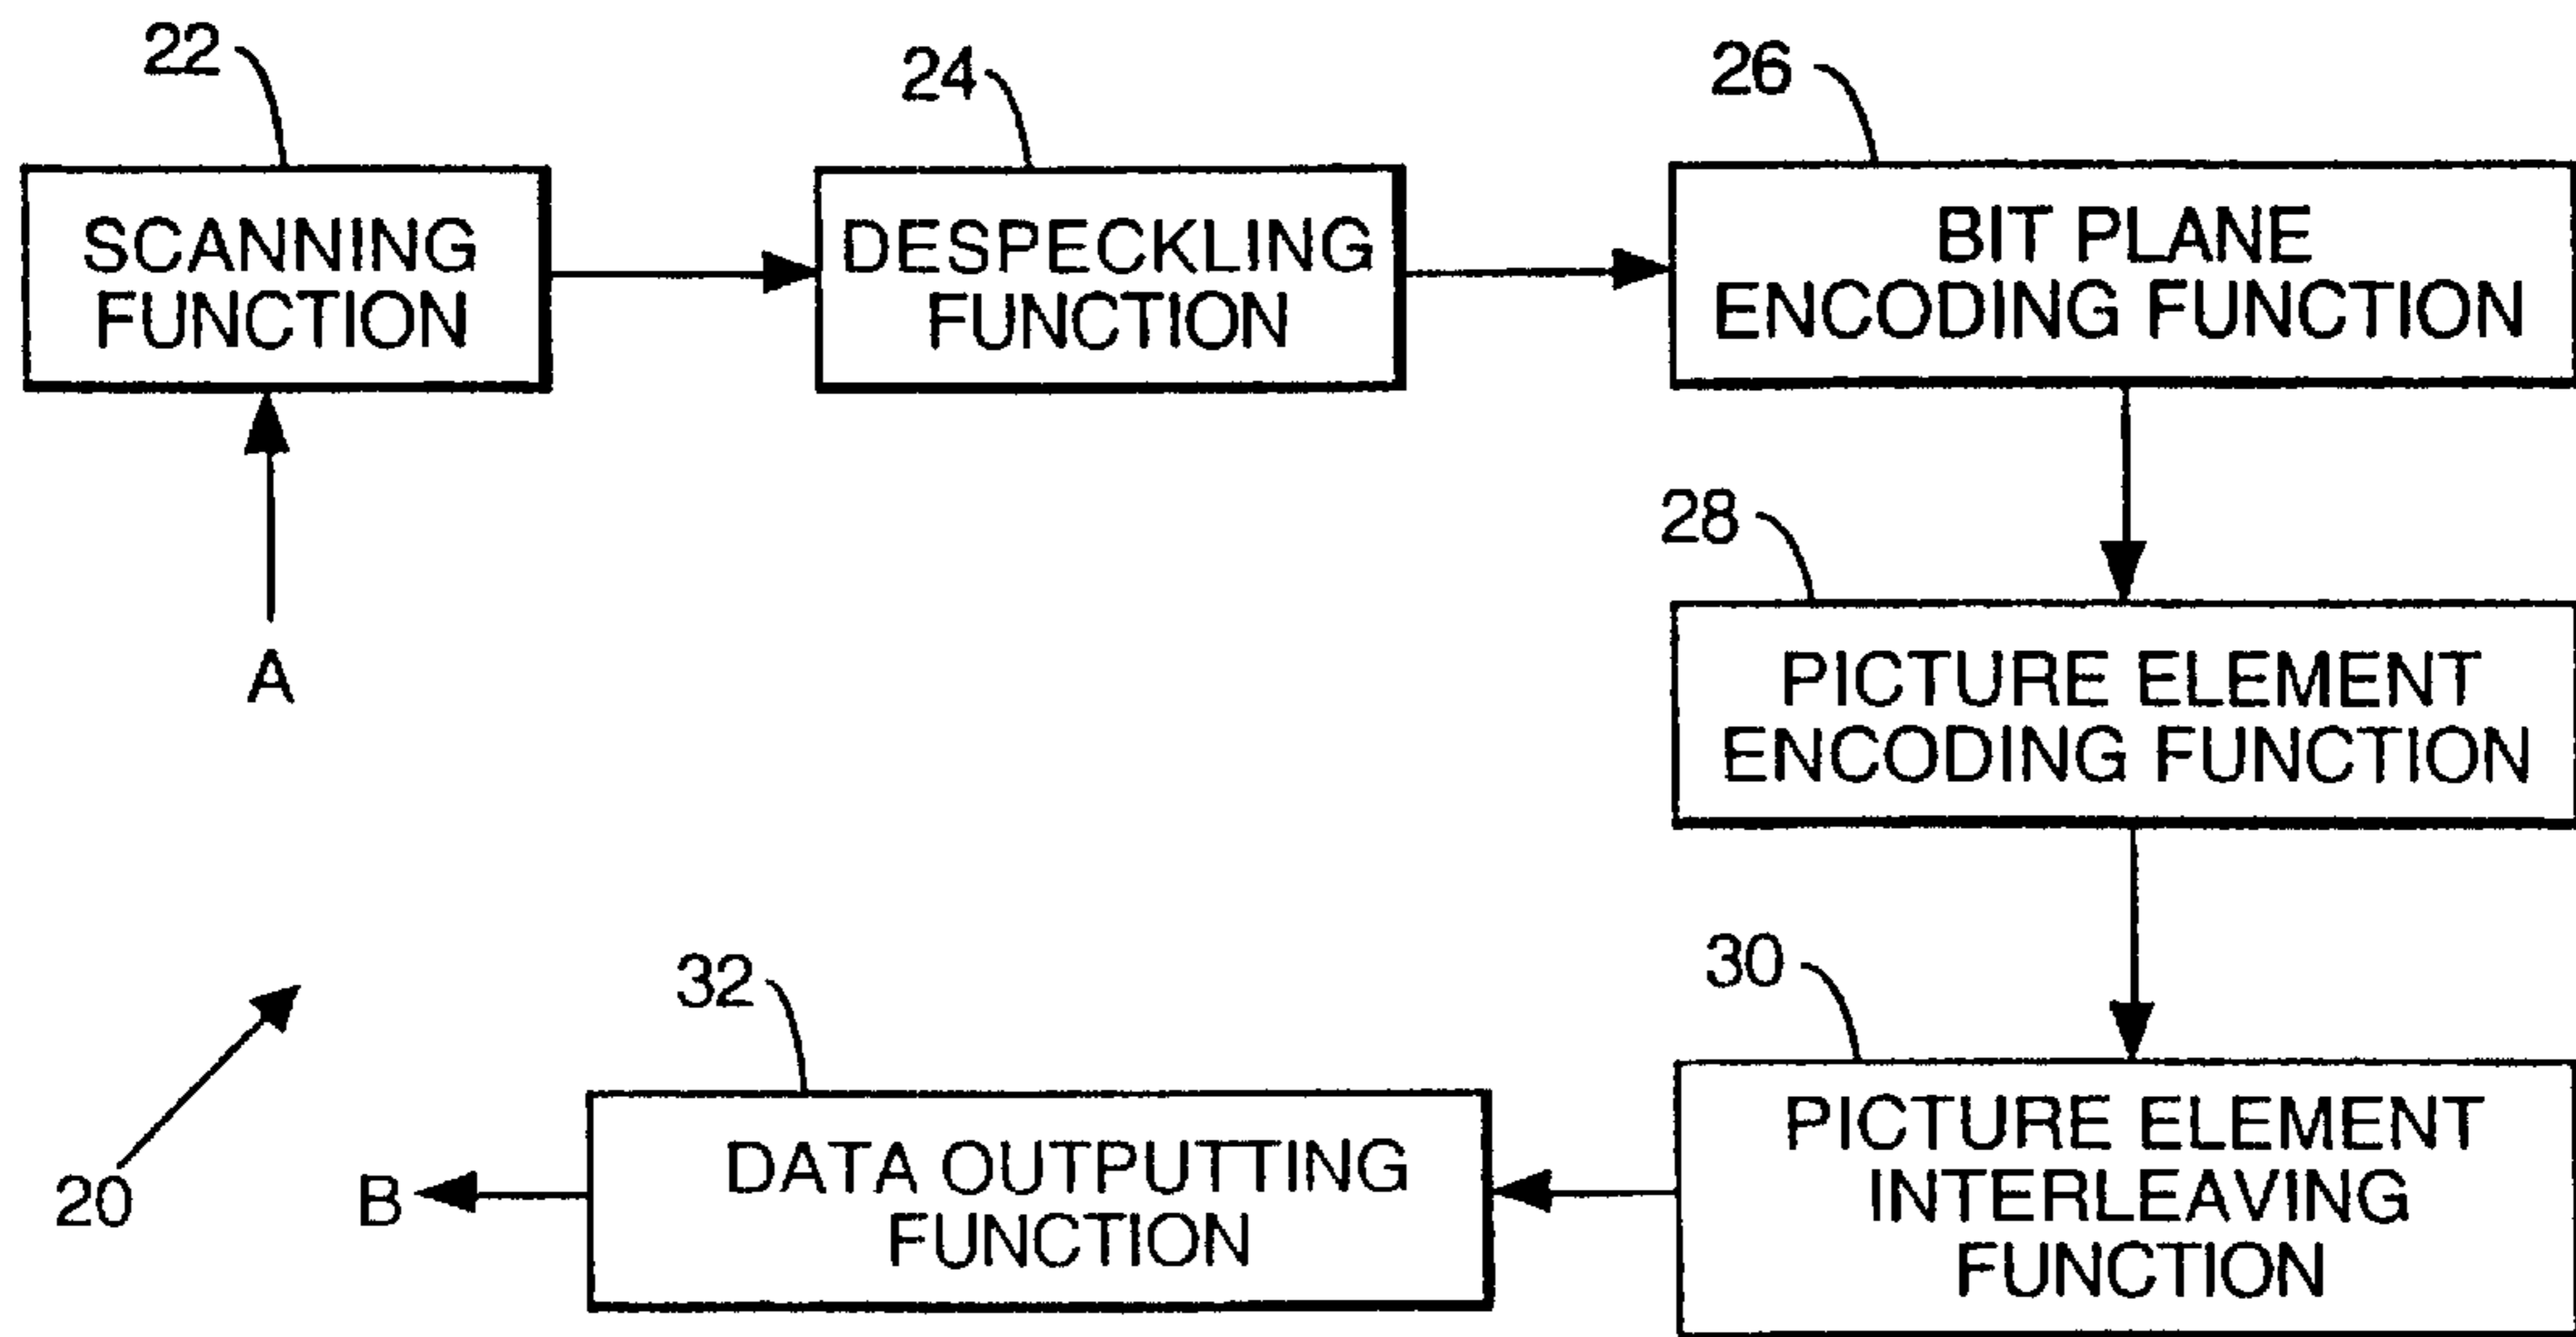 22
SCANNING
FUNCTION
24
DESPECKLING
FUNCTION
26
BIT PLANE
ENCODING FUNCTION
A
28
PICTURE ELEMENT
ENCODING FUNCTION
30
PICTURE ELEMENT
INTERLEAVING
FUNCTION
32
DATA OUTPUTTING
FUNCTION
B
20